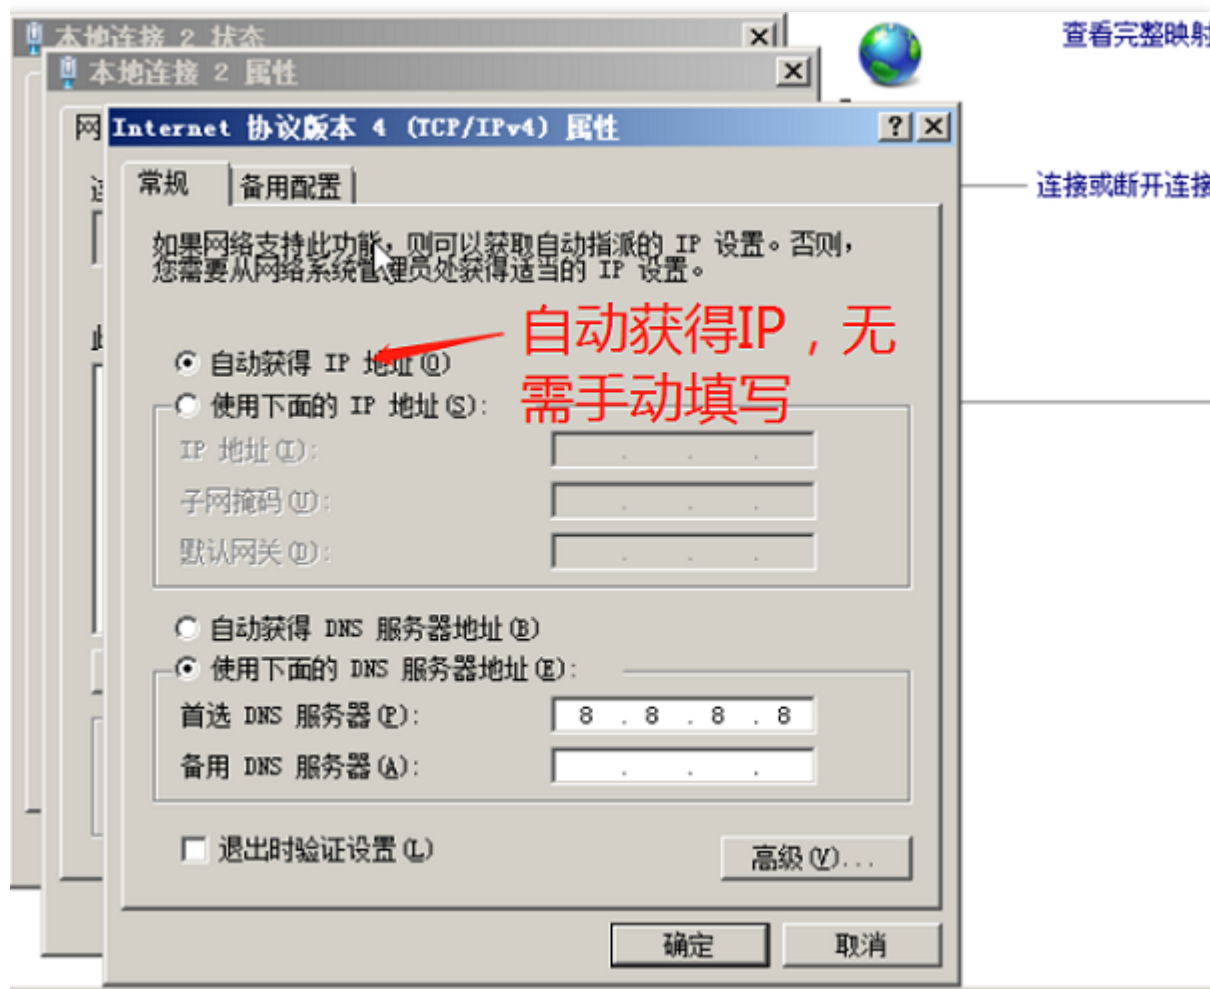 本地连接 2 状态
查看完整映射
本地连接 2 属性
网
Internet 协议版本 4 (TCP/IPv4) 属性
常规
备用配置
连接或断开连接
如果网络支持此功能，则可以获取自动指派的 IP 设置。否则，
您需要从网络系统管理员处获得适当的 IP 设置。
自动获得IP，无
需手动填写
自动获得 IP 地址(O)
使用下面的 IP 地址(S):
IP 地址(I):
子网掩码(U):
默认网关(D):
自动获得 DNS 服务器地址(B)
使用下面的 DNS 服务器地址(E):
首选 DNS 服务器(P):
8 . 8 . 8 . 8
备用 DNS 服务器(A):
退出时验证设置(L)
高级(V)...
确定
取消